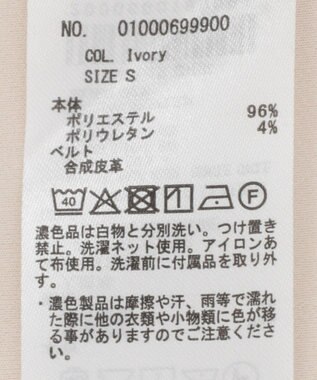 NO. 01000699900
COL. Ivory
SIZE S
本体
ポリエステル 96%
ポリウレタン 4%
ベルト
合成皮革
40 F
濃色品は白物と分別洗い。つけ置き
禁止。洗濯ネット使用。アイロンあ
て布使用。洗濯前に付属品を取り外
す。
・濃色製品は摩擦や汗、雨等で濡れ
た際に他の衣類や小物類に色が移
る事がありますのでご注意くださ
い。